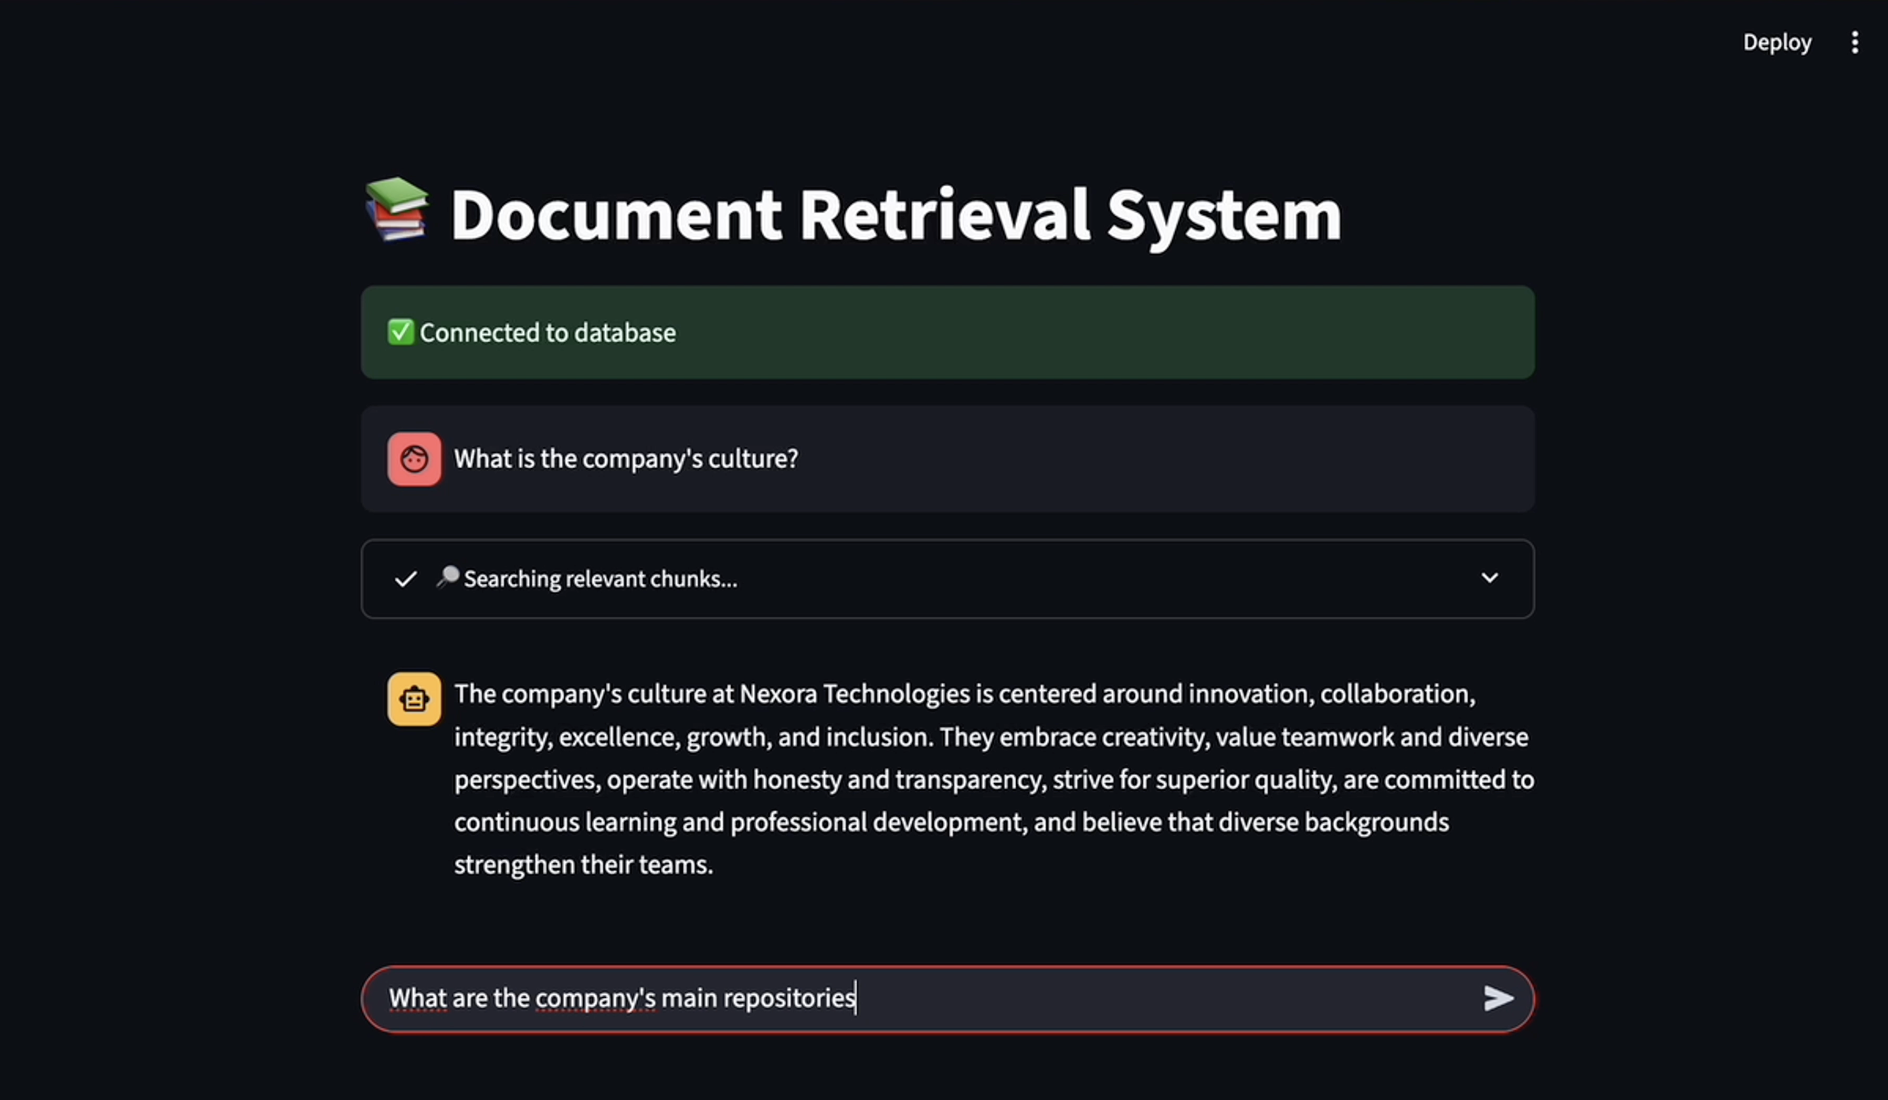 Deploy
Document Retrieval System
Connected to database
What is the company's culture?
Searching relevant chunks...
The company's culture at Nexora Technologies is centered around innovation, collaboration,
integrity, excellence, growth, and inclusion. They embrace creativity, value teamwork and diverse
perspectives, operate with honesty and transparency, strive for superior quality, are committed to
continuous learning and professional development, and believe that diverse backgrounds
strengthen their teams.
What are the company's main repositories